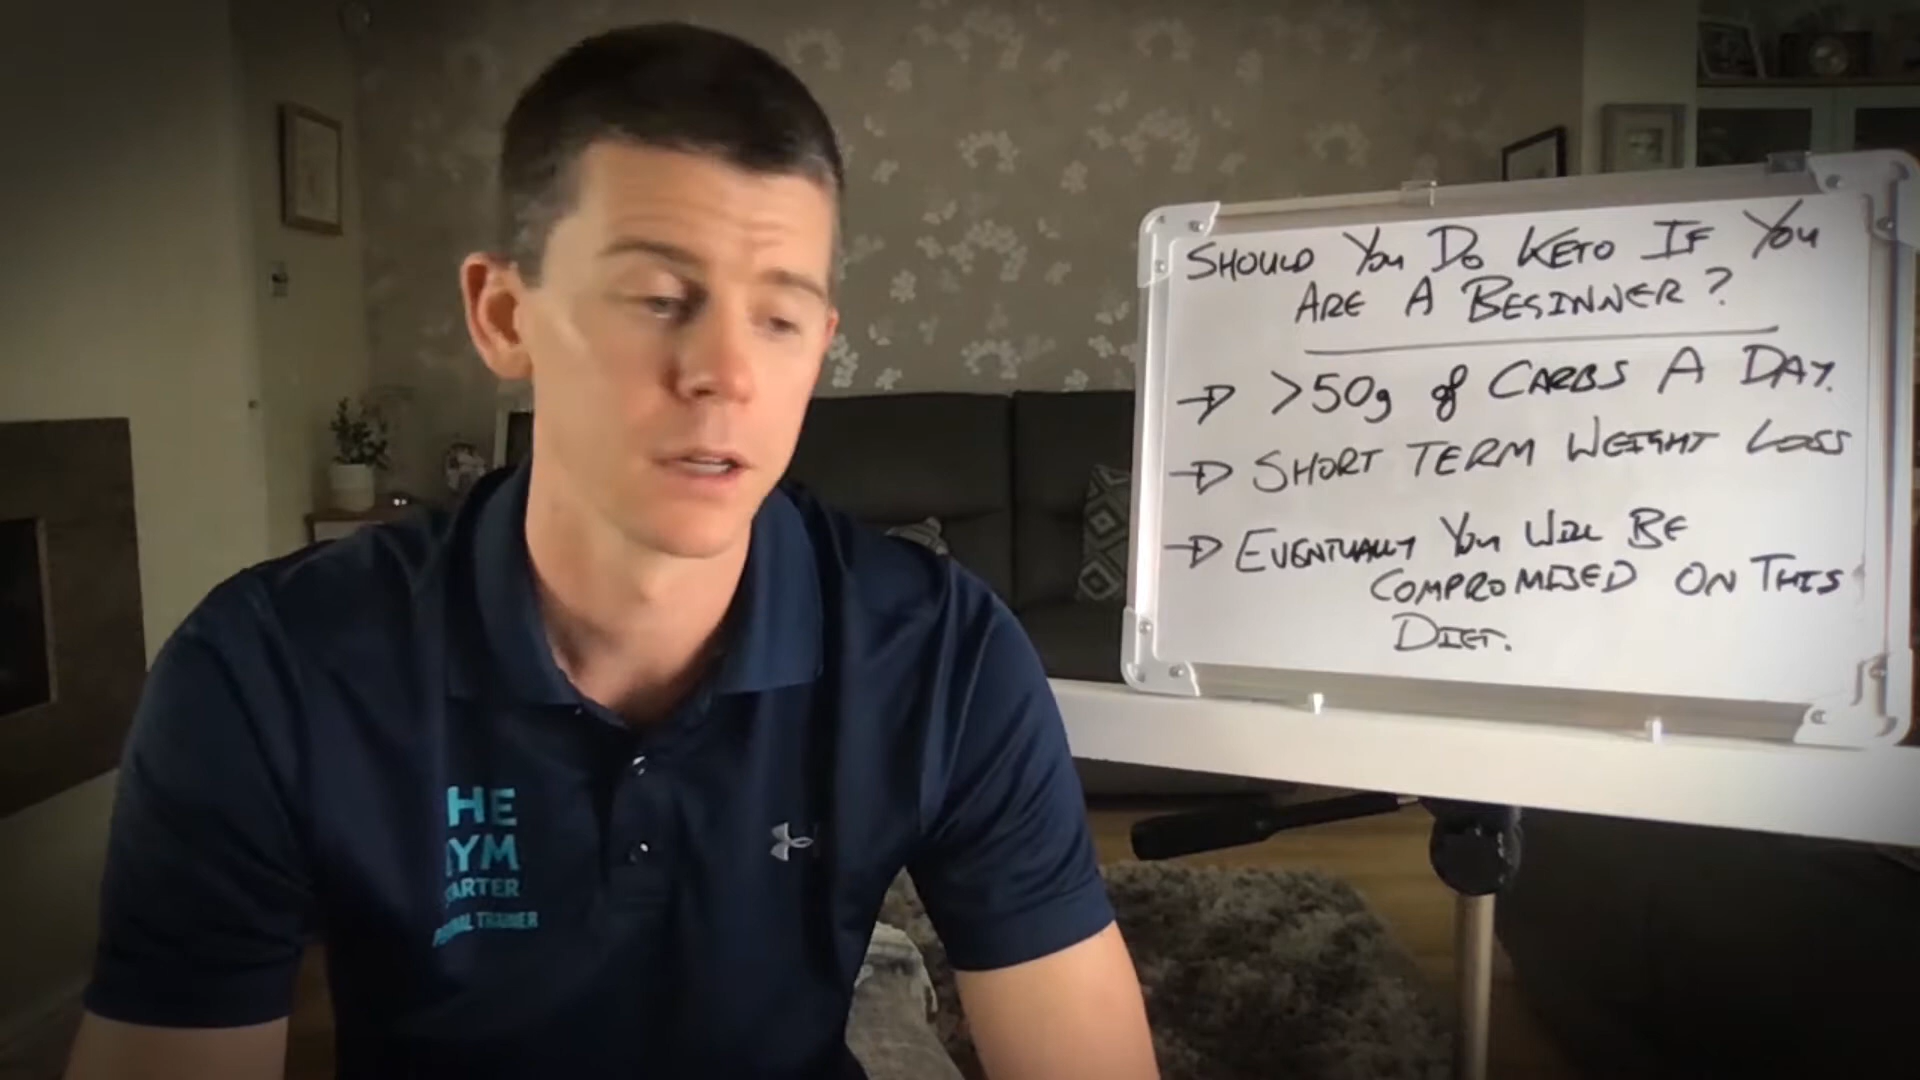 SHOULD YOU DO KETO IF YOU
ARE A BEGINNER?
→ >50g of CARBS A DAY.
→ SHORT TERM WEIGHT LOSS
→ EVENTUALLY YOU WILL BE
COMPROMISED ON THIS
DIET.
HE
YM
ARTER
AL TRAINER